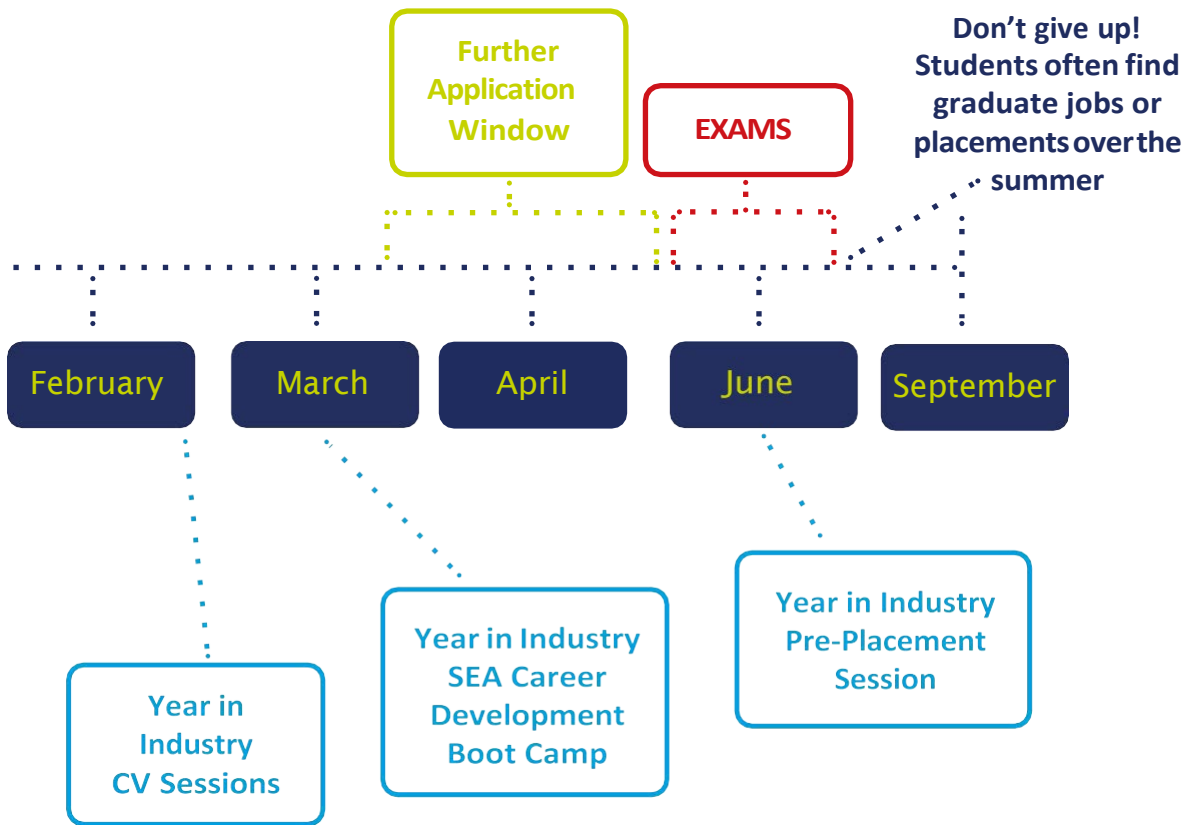 Further
Application
Window
EXAMS
Don’t give up!
Students often find
graduate jobs or
placements over the
summer
February
March
April
June
September
Year in
Industry
CV Sessions
Year in Industry
SEA Career
Development
Boot Camp
Year in Industry
Pre-Placement
Session